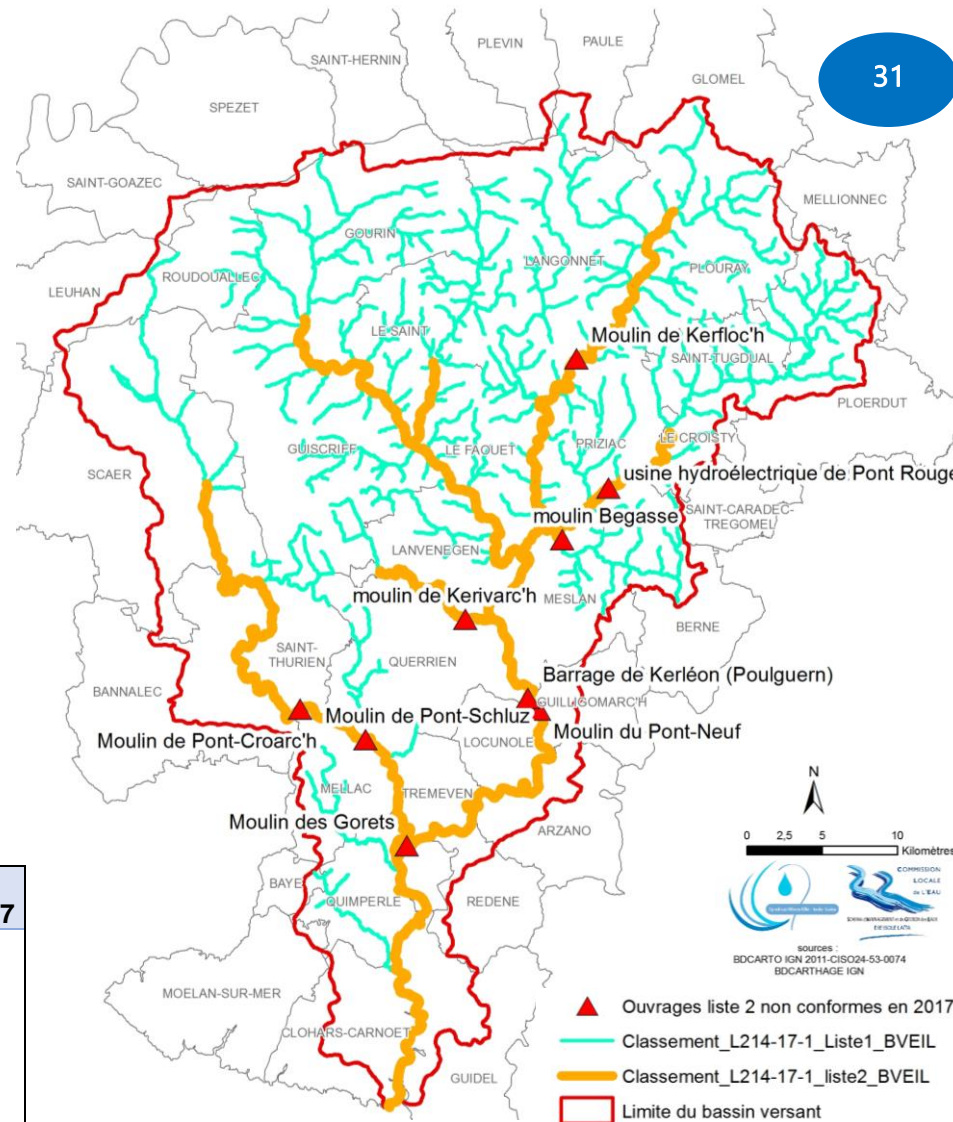 PLEVIN
PAULE
SAINT-HERNIN
GLOMEL
31
SPEZET
SAINT-GOAZEC
MELLIONNEC
GOURIN
LANGONNET
PLOURAY
ROUDOUALLEC
LEUHAN
LE SAINT
Moulin de Kerfloc'h
SAINT-TUGDUAL
PLOERDUT
GUISCRIFF
LE FAOUET
PRIZIAC
LE CROISTY
SCAER
usine hydroélectrique de Pont Rouge
SAINT-CARADEC-
TREGOMEL
moulin Begasse
LANVENEGEN
moulin de Kerivarc'h
MESLAN
BERNE
SAINT-
THURIEN
QUERRIEN
BANNALEC
Barrage de Kerléon (Poulguern)
GUILLIGOMARC'H
Moulin de Pont-Schluz
Moulin du Pont-Neuf
Moulin de Pont-Croarc'h
LOCUNOLE
MELLAC
TREMEVEN
Moulin des Gorets
ARZANO
N
0 2,5 5 10
Kilomètres
BAYE
QUIMPERLE
REDENE
COMMISSION
LOCALE
de L'EAU
7
sources :
BDCARTO IGN 2011-CISO24-53-0074
BDCARTHAGE IGN
MOELAN-SUR-MER
CLOHARS-CARNOET
GUIDEL
Ouvrages liste 2 non conformes en 2017
Classement_L214-17-1_Liste1_BVEIL
Classement_L214-17-1_liste2_BVEIL
Limite du bassin versant